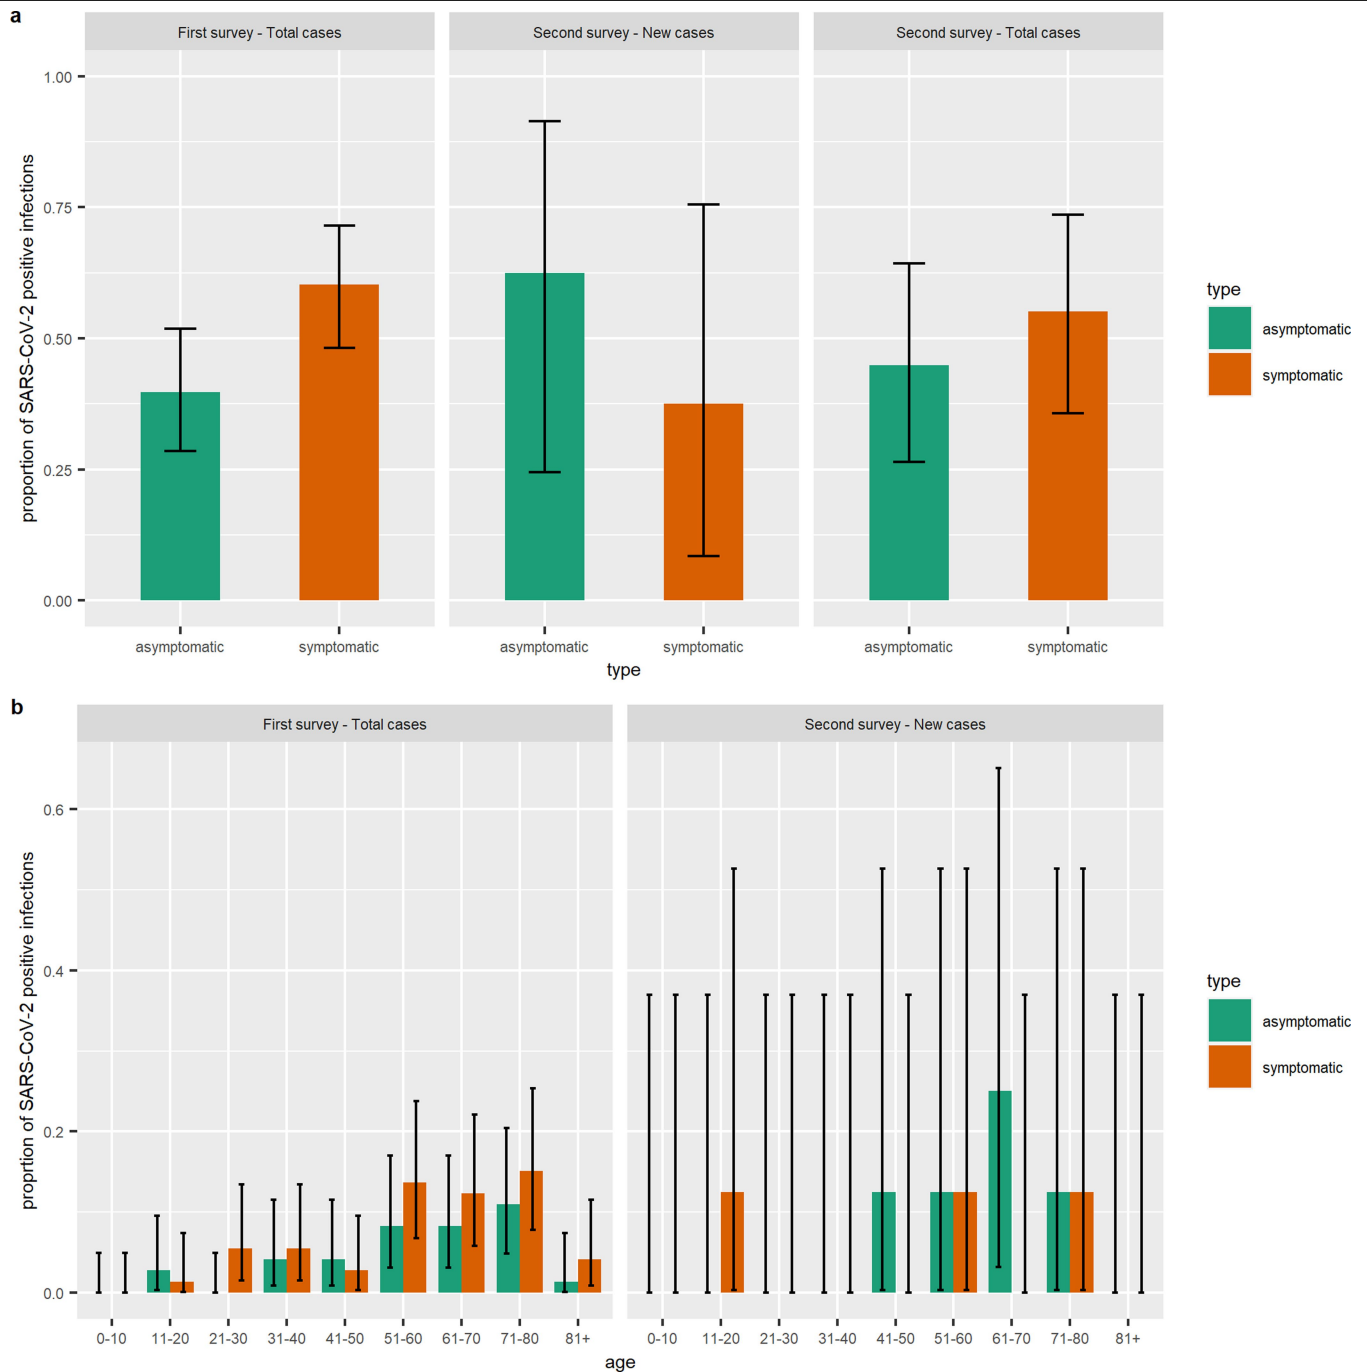 a
First survey - Total cases
Second survey - New cases
Second survey - Total cases
proportion of SARS-CoV-2 positive infections
1.00
0.75
0.50
0.25
0.00
asymptomatic symptomatic asymptomatic symptomatic asymptomatic symptomatic
type
type
asymptomatic
symptomatic
b
First survey - Total cases
Second survey - New cases
proprtion of SARS-CoV-2 positive infections
0.6
0.4
0.2
0.0
0-10 11-20 21-30 31-40 41-50 51-60 61-70 71-80 81+ 0-10 11-20 21-30 31-40 41-50 51-60 61-70 71-80 81+
age
type
asymptomatic
symptomatic